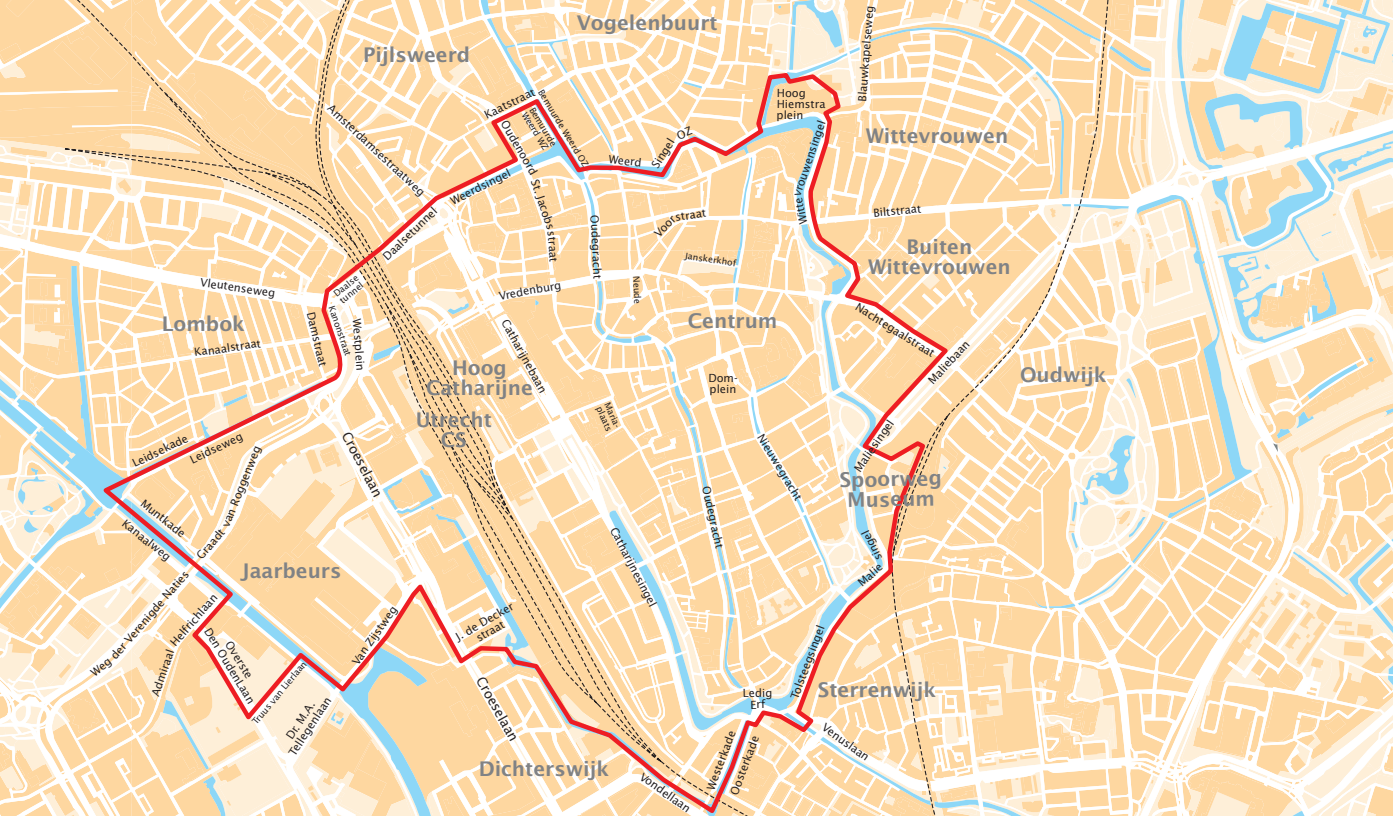 Vogelenbuurt
Pijlsweerd
Blauwkapelseweg
Kaatstraat
Bemuurde Weerd OZ
Hoog
Hiemstra
plein
Amsterdamsestraatweg
Oudenoord
Bemuurde
Weerd WZ
Wittevrouwen
Weerd
Singel OZ
Wittevrouwensingel
Weerdsingel
St. Jacobsstraat
Daalsetunnel
Oudegracht
Voorstraat
Biltstraat
Buiten
Wittevrouwen
Janskerkhof
Vleutenseweg
Daalse
tunnel
Vredenburg
Neude
Lombok
Damstraat
Kanonstraat
Westplein
Centrum
Nachtegaalstraat
Kanaalstraat
Catharijnebaan
Maliebaan
Hoog
Catharijne
Dom-
plein
Oudwijk
Maria-
plaats
Utrecht
CS
Leidsekade
Leidseweg
Croeselaan
Maliesingel
Nieuwegracht
Spoorweg
Museum
Graadt van Roggenweg
Muntkade
Kanaalweg
Oudegracht
Catharijnesingel
Malie
singel
Jaarbeurs
Weg der Verenigde Naties
Admiraal Helfrichlaan
Overste
Den OudenLaan
Van Zijstweg
J. de Decker
straat
Tolsteegsingel
Truus van Lierlaan
Dr. M.A.
Tellegenlaan
Croeselaan
Ledig
Erf
Sterrenwijk
Venuslaan
Westerkade
Oosterkade
Dichterswijk
Vondellaan